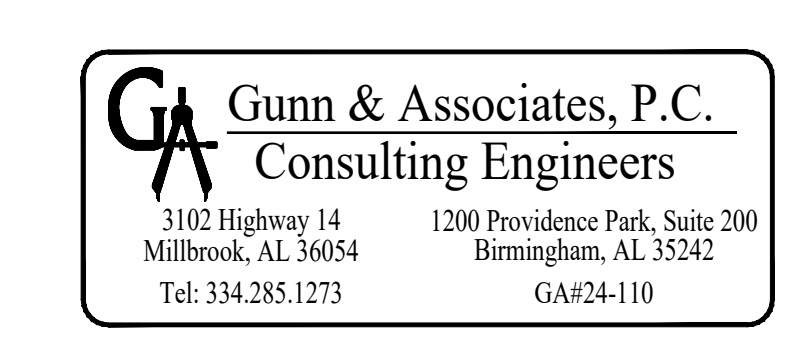 GA
Gunn & Associates, P.C.
Consulting Engineers
3102 Highway 14
Millbrook, AL 36054
Tel: 334.285.1273
1200 Providence Park, Suite 200
Birmingham, AL 35242
GA#24-110